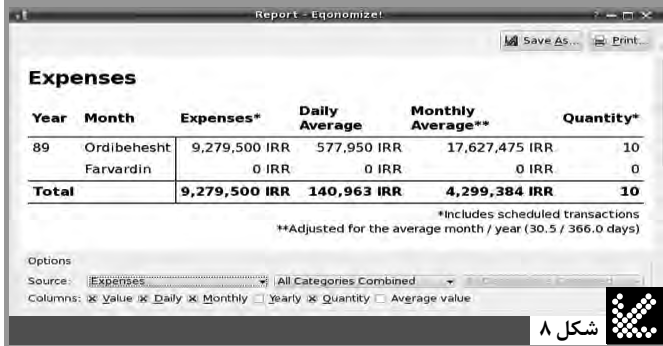 Report - Eqonomize!
Save As... Print...
Expenses
Year Month Expenses* Daily Average Monthly Average** Quantity*
89 Ordibehesht 9,279,500 IRR 577,950 IRR 17,627,475 IRR 10
Farvardin 0 IRR 0 IRR 0 IRR 0
Total 9,279,500 IRR 140,963 IRR 4,299,384 IRR 10
*Includes scheduled transactions
**Adjusted for the average month / year (30.5 / 366.0 days)
Options
Source: Expenses All Categories Combined
Columns: Value Daily Monthly Yearly Quantity Average value
شکل ۸